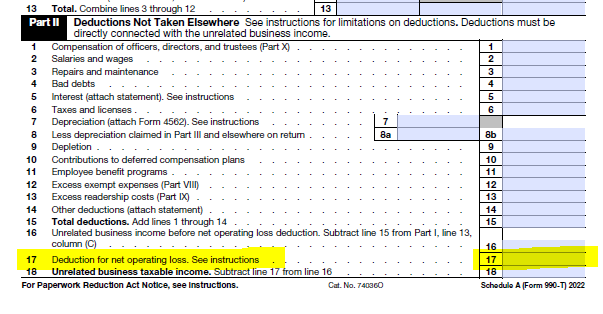 13 Total. Combine lines 3 through 12 . . . . . . 13
Part II Deductions Not Taken Elsewhere See instructions for limitations on deductions. Deductions must be
directly connected with the unrelated business income.
1 Compensation of officers, directors, and trustees (Part X) . . . . . . . . . . . . . 1
2 Salaries and wages . . . . . . . . . . . . . . . . . . . . . 2
3 Repairs and maintenance . . . . . . . . . . . . . . . . . . . 3
4 Bad debts . . . . . . . . . . . . . . . . . . . . . . . . 4
5 Interest (attach statement). See instructions . . . . . . . . . . . . . . 5
6 Taxes and licenses . . . . . . . . . . . . . . . . . . . . . 6
7 Depreciation (attach Form 4562). See instructions . . . . . . . 7
8 Less depreciation claimed in Part III and elsewhere on return . . . . 8a 8b
9 Depletion . . . . . . . . . . . . . . . . . . . . . . . . 9
10 Contributions to deferred compensation plans . . . . . . . . . . . . . 10
11 Employee benefit programs . . . . . . . . . . . . . . . . . . . 11
12 Excess exempt expenses (Part VIII) . . . . . . . . . . . . . . . . 12
13 Excess readership costs (Part IX) . . . . . . . . . . . . . . . . . 13
14 Other deductions (attach statement) . . . . . . . . . . . . . . . . 14
15 Total deductions. Add lines 1 through 14 . . . . . . . . . . . . . . 15
16 Unrelated business income before net operating loss deduction. Subtract line 15 from Part I, line 13,
column (C) . . . . . . . . . . . . . . . . . . . . . . . . 16
17 Deduction for net operating loss. See instructions . . . . . . . . . . . . 17
18 Unrelated business taxable income. Subtract line 17 from line 16 . . . . . . . 18
For Paperwork Reduction Act Notice, see instructions. Cat. No. 74036O Schedule A (Form 990-T) 2022